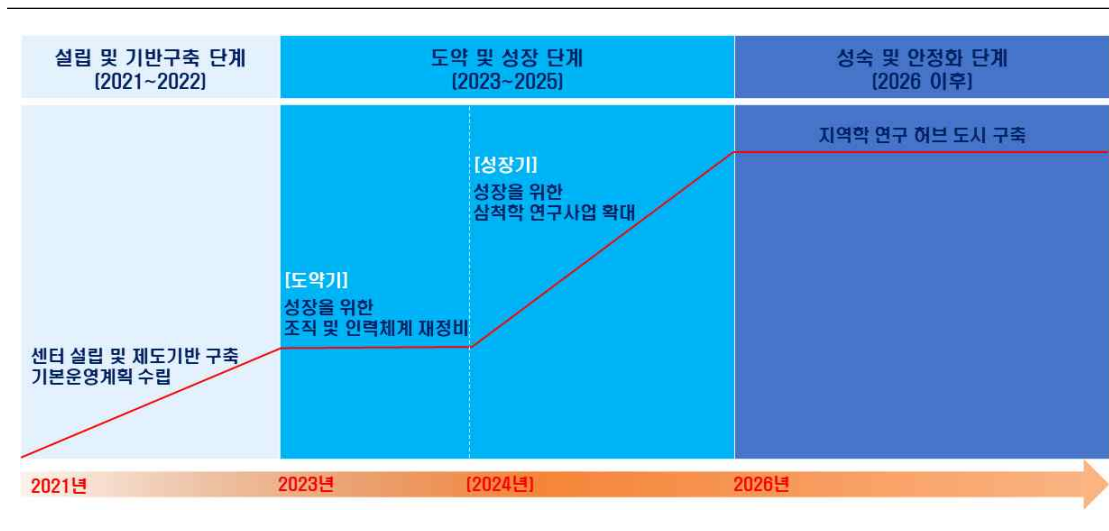 설립 및 기반구축 단계
(2021~2022)
도약 및 성장 단계
(2023~2025)
성숙 및 안정화 단계
(2026 이후)
지역학 연구 허브 도시 구축
[성장기]
성장을 위한
삼척학 연구사업 확대
[도약기]
성장을 위한
조직 및 인력체계 재정비
센터 설립 및 제도기반 구축
기본운영계획 수립
2021년
2023년
(2024년)
2026년